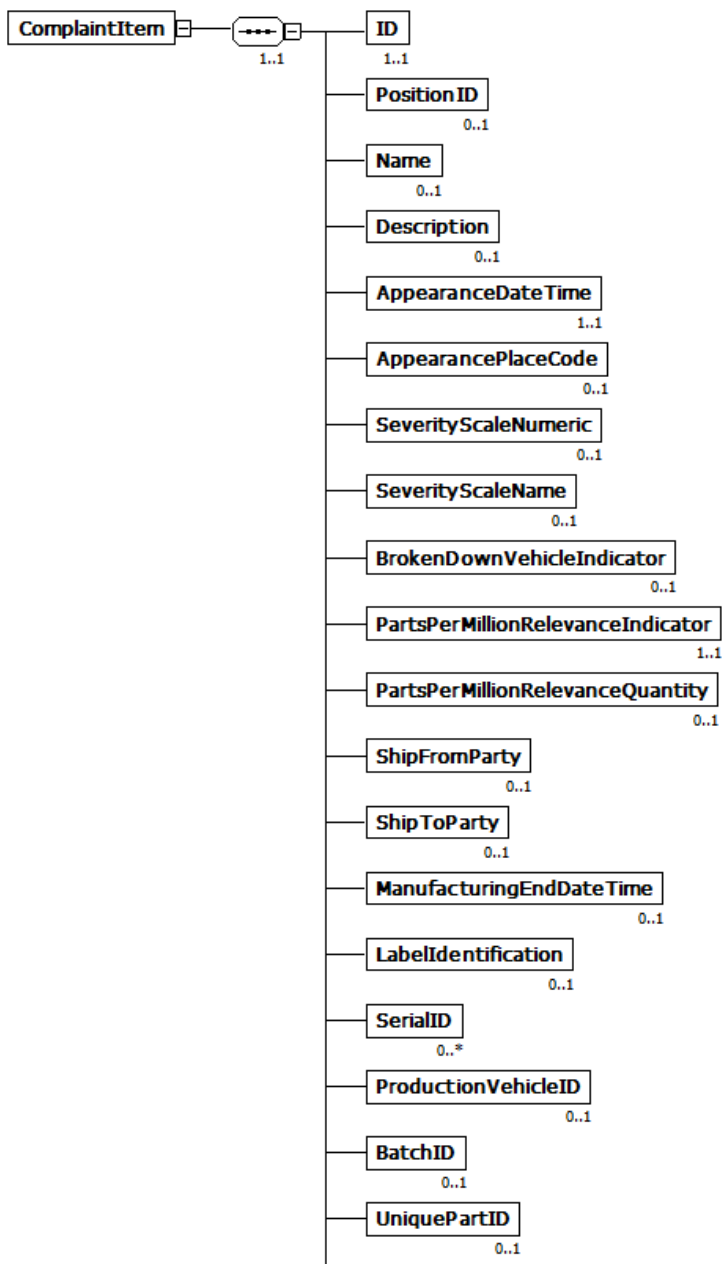 ComplaintItem
1..1
ID
1..1
PositionID
0..1
Name
0..1
Description
0..1
AppearanceDateTime
1..1
AppearancePlaceCode
0..1
SeverityScaleNumeric
0..1
SeverityScaleName
0..1
BrokenDownVehicleIndicator
0..1
PartsPerMillionRelevanceIndicator
1..1
PartsPerMillionRelevanceQuantity
0..1
ShipFromParty
0..1
ShipToParty
0..1
ManufacturingEndDateTime
0..1
LabelIdentification
0..1
SerialID
0..*
ProductionVehicleID
0..1
BatchID
0..1
UniquePartID
0..1